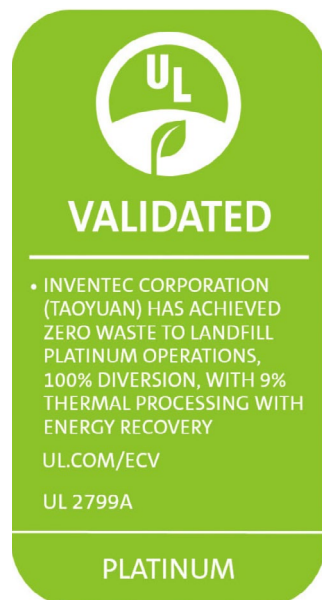 UL
VALIDATED
• INVENTEC CORPORATION
(TAOYUAN) HAS ACHIEVED
ZERO WASTE TO LANDFILL
PLATINUM OPERATIONS,
100% DIVERSION, WITH 9%
THERMAL PROCESSING WITH
ENERGY RECOVERY
UL.COM/ECV
UL 2799A
PLATINUM